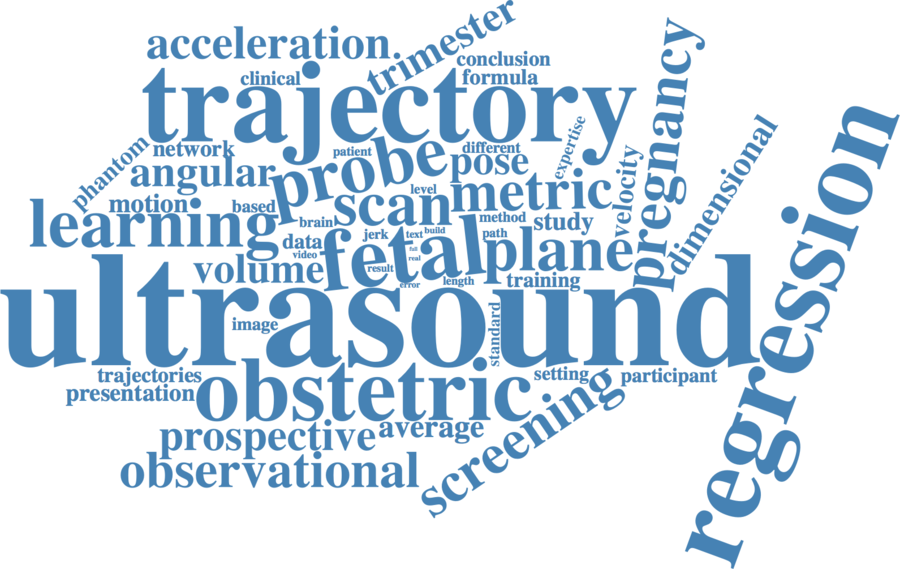 acceleration
trimester
conclusion
clinical
formula
trajectory
pregnancy
expertise
dimensional
regression
phantom
network
patient
different
probe
pose
angular
velocity
level
metric
motion
based
scan
learning
brain
method
study
jerk
text
build
path
data
fetal
plane
video
full
real
volume
result
error
length
training
ultrasound
image
standard
trajectories
obstetric
setting
participant
presentation
screening
prospective
average
observational